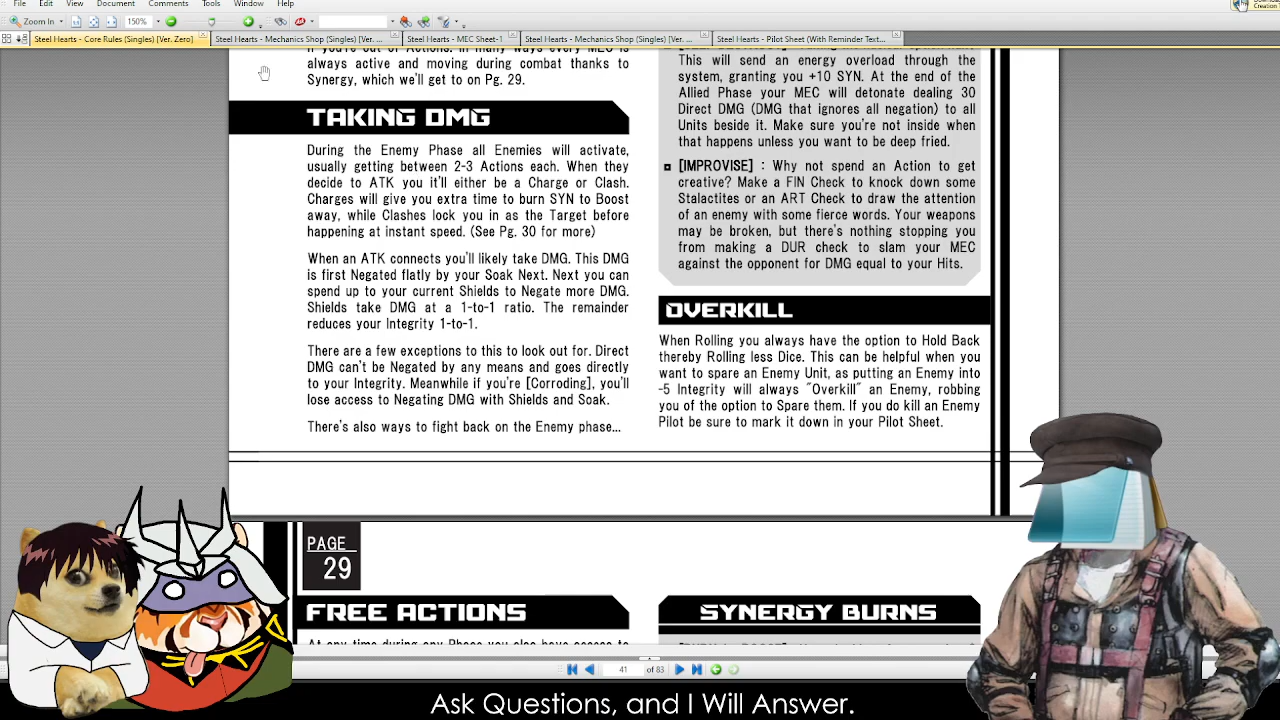 File Edit View Document Comments Tools Window Help
Zoom In 150%
Steel Hearts - Core Rules (Singles) [Ver. Zero]
Steel Hearts - Mechanics Shop (Singles) [Ver. ...
Steel Hearts - MEC Sheet-1
Steel Hearts - Mechanics Shop (Singles) [Ver. ...
Steel Hearts - Pilot Sheet (With Reminder Text...
always active and moving during combat thanks to
Synergy, which we'll get to on Pg. 29.
TAKING DMG
During the Enemy Phase all Enemies will activate,
usually getting between 2-3 Actions each. When they
decide to ATK you it'll either be a Charge or Clash.
Charges will give you extra time to burn SYN to Boost
away, while Clashes lock you in as the Target before
happening at instant speed. (See Pg. 30 for more)
When an ATK connects you'll likely take DMG. This DMG
is first Negated flatly by your Soak Next. Next you can
spend up to your current Shields to Negate more DMG.
Shields take DMG at a 1-to-1 ratio. The remainder
reduces your Integrity 1-to-1.
There are a few exceptions to this to look out for. Direct
DMG can't be Negated by any means and goes directly
to your Integrity. Meanwhile if you're [Corroding], you'll
lose access to Negating DMG with Shields and Soak.
There's also ways to fight back on the Enemy phase...
This will send an energy overload through the
system, granting you +10 SYN. At the end of the
Allied Phase your MEC will detonate dealing 30
Direct DMG (DMG that ignores all negation) to all
Units beside it. Make sure you're not inside when
that happens unless you want to be deep fried.
[IMPROVISE] : Why not spend an Action to get
creative? Make a FIN Check to knock down some
Stalactites or an ART Check to draw the attention
of an enemy with some fierce words. Your weapons
may be broken, but there's nothing stopping you
from making a DUR check to slam your MEC
against the opponent for DMG equal to your Hits.
OVERKILL
When Rolling you always have the option to Hold Back
thereby Rolling less Dice. This can be helpful when you
want to spare an Enemy Unit, as putting an Enemy into
-5 Integrity will always "Overkill" an Enemy, robbing
you of the option to Spare them. If you do kill an Enemy
Pilot be sure to mark it down in your Pilot Sheet.
PAGE
29
FREE ACTIONS
At any time during any Phase you also have access to
SYNERGY BURNS
41 of 83
Ask Questions, and I Will Answer.